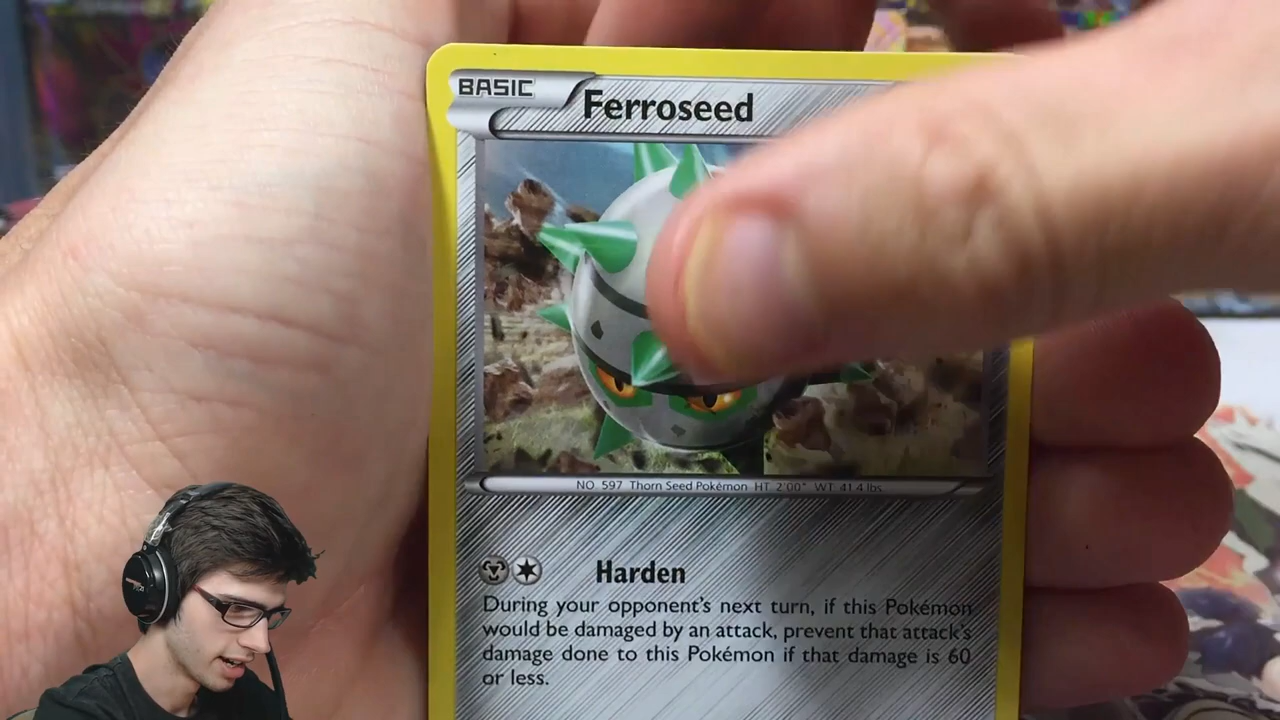 BASIC
Ferroseed
NO. 597 Thorn Seed Pokémon HT 2'00" WT. 41.4 lbs.
Harden
During your opponent's next turn, if this Pokémon
would be damaged by an attack, prevent that attack's
damage done to this Pokémon if that damage is 60
or less.